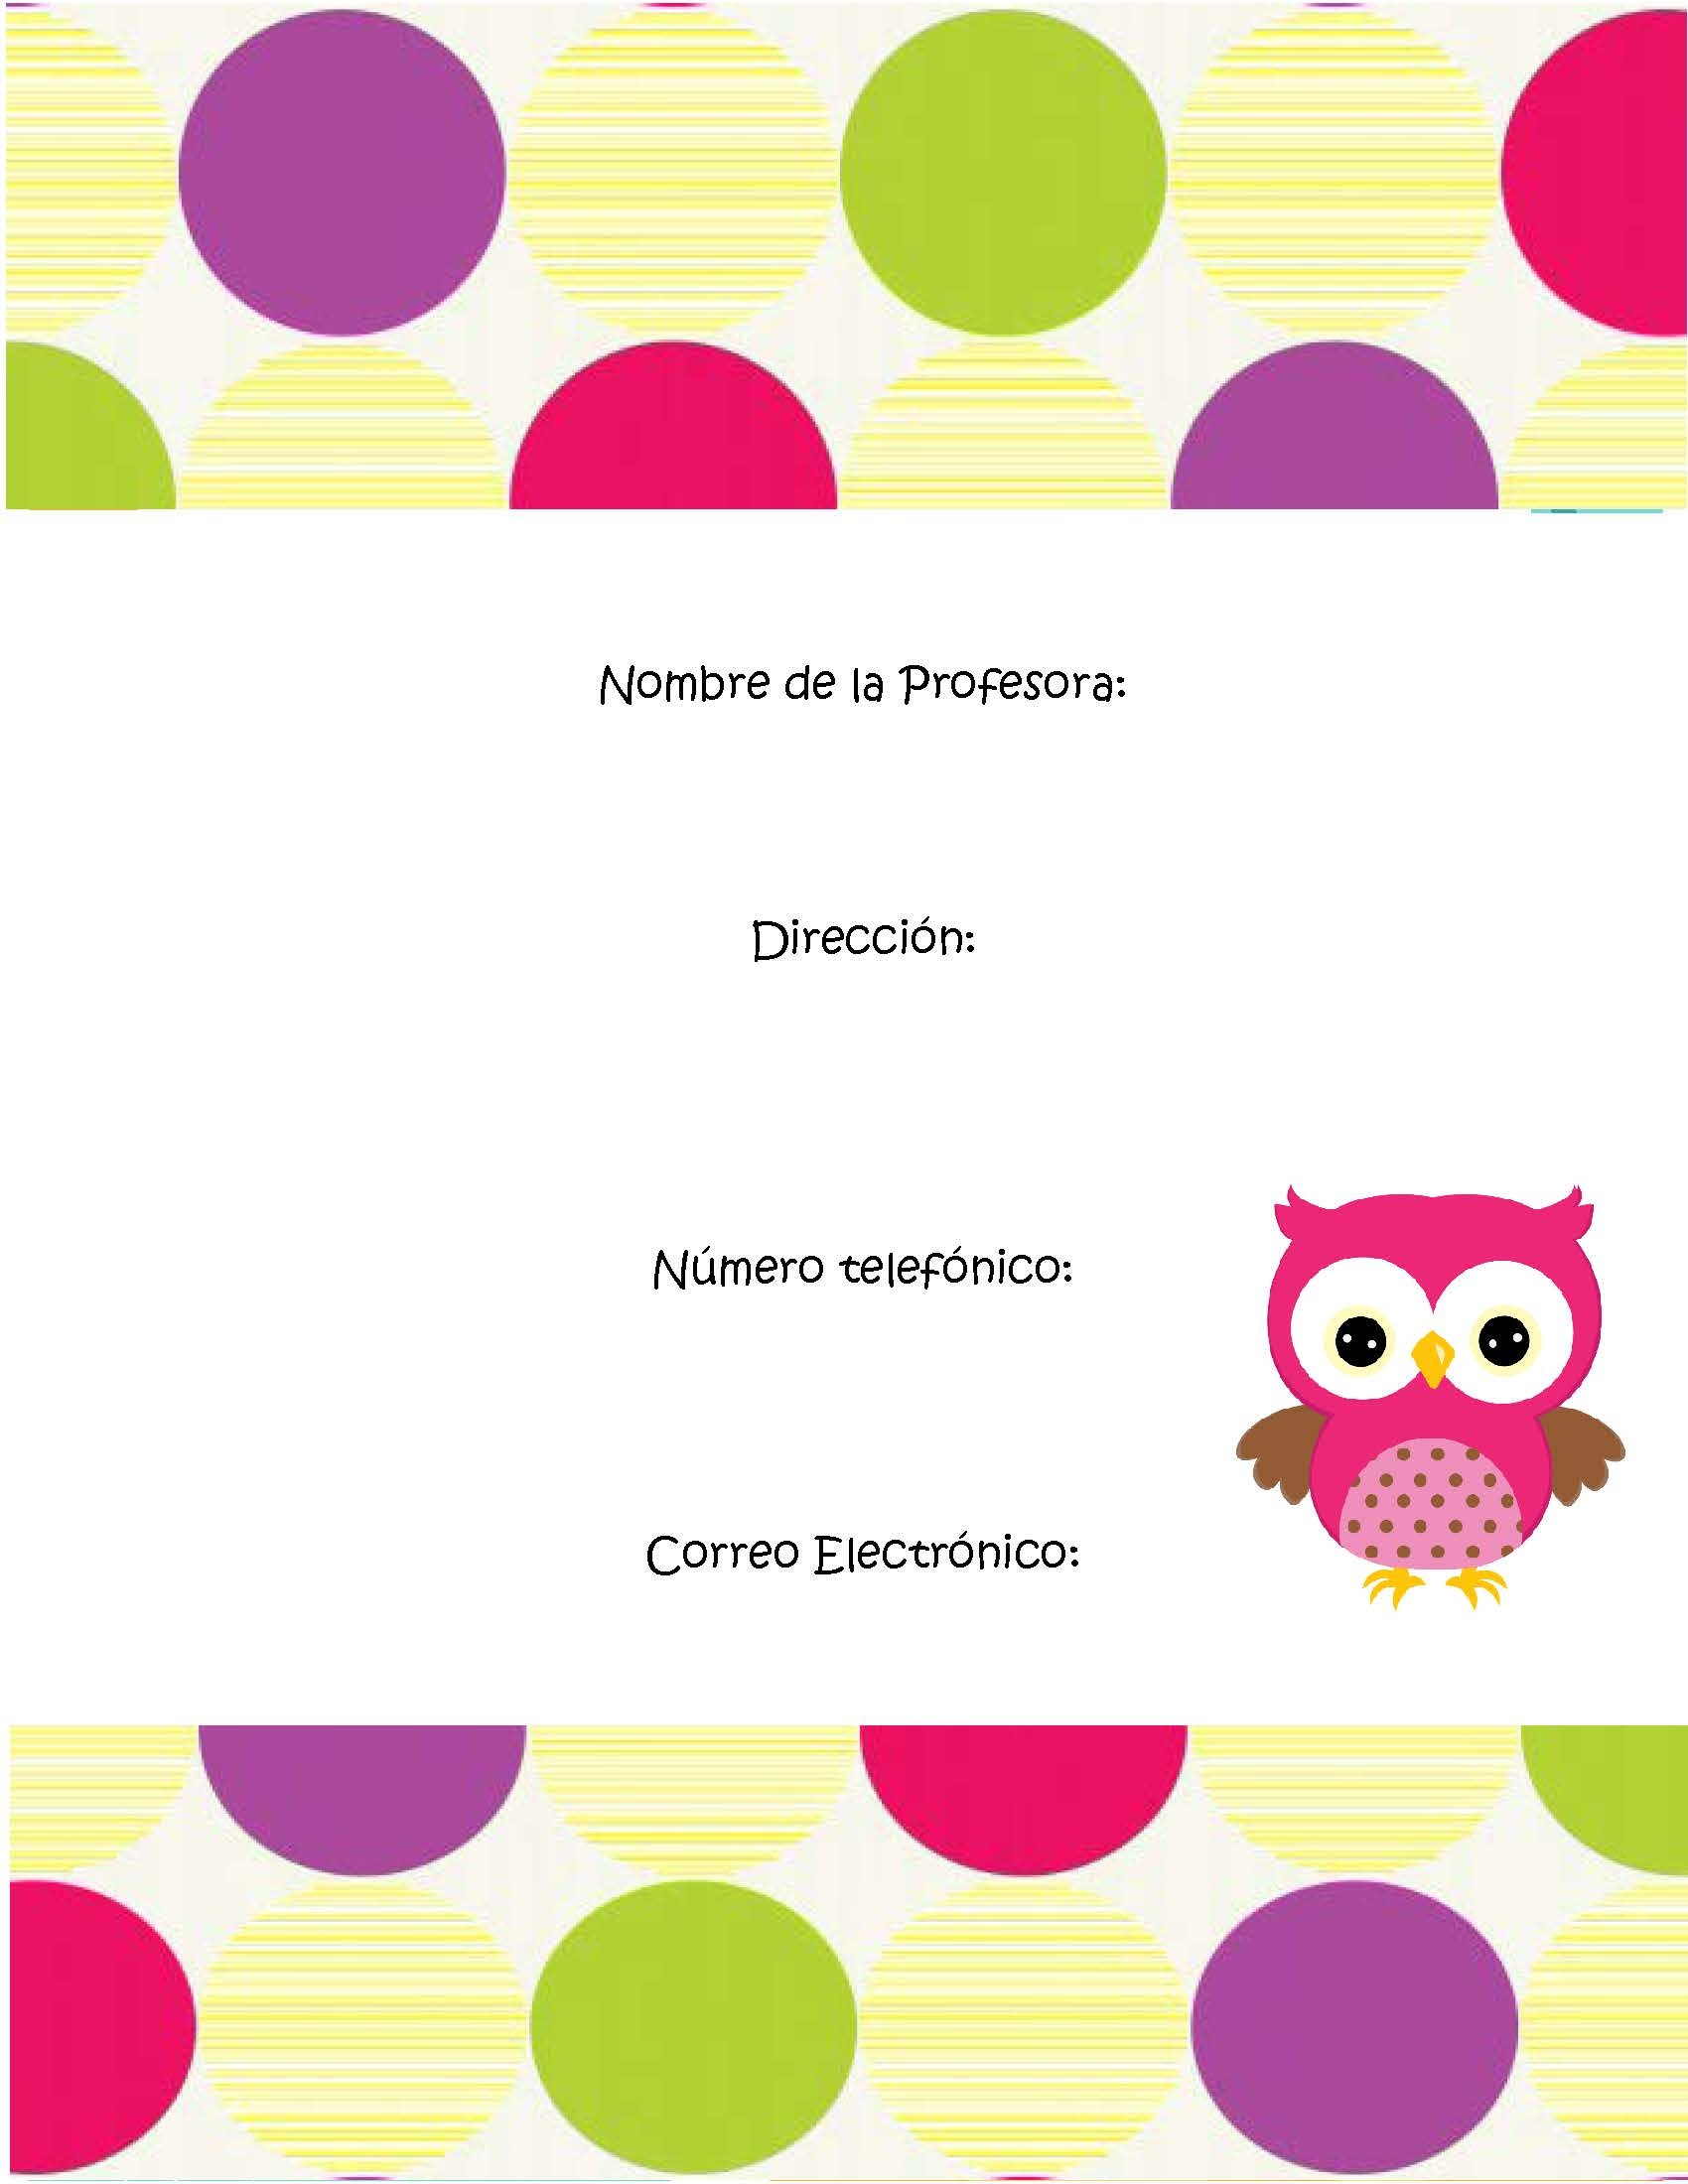 Nombre de la Profesora:
Dirección:
Número telefónico:
Correo Electrónico: